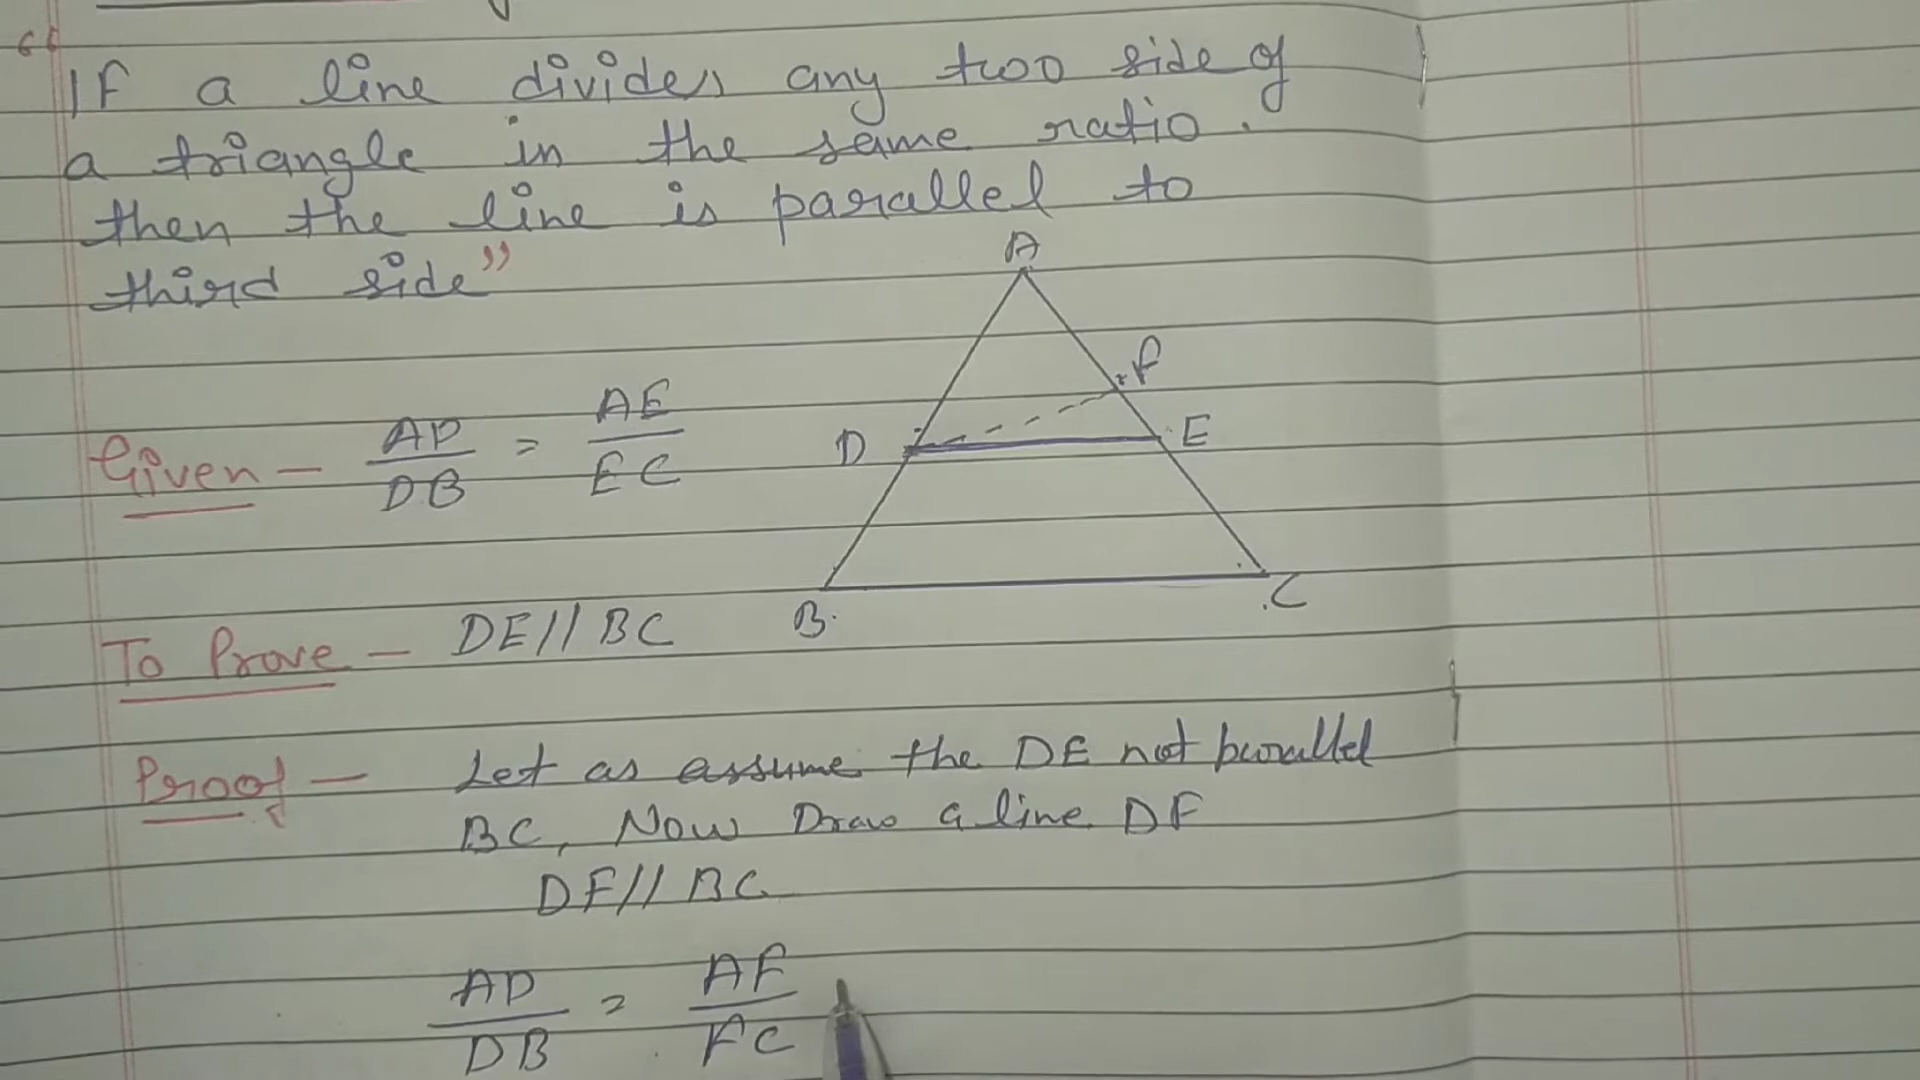 “IF a line divides any two side of
a triangle in the same ratio.
then the line is parallel to
third side”
A
F
D
E
B.
.C
Given - AD/DB = AE/EC
To Prove - DE//BC
Proof - Let as assume the DE not parallel
BC, Now Draw a line DF
DF//BC
AD/DB = AF/FC